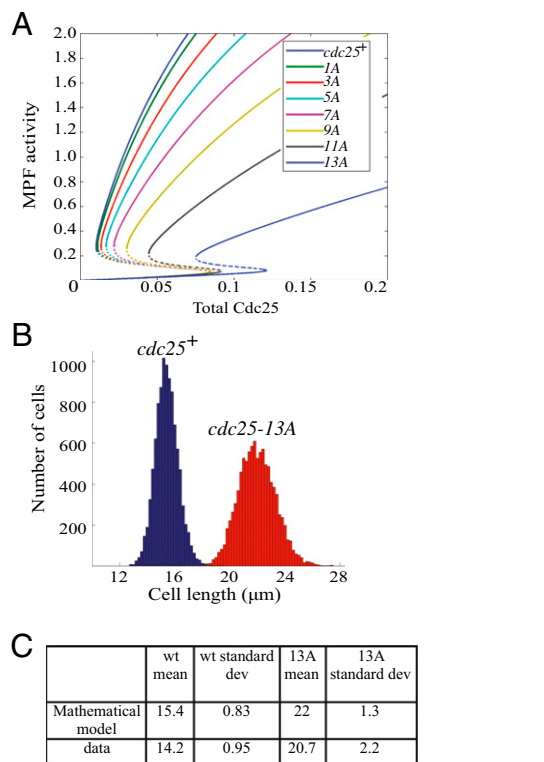 A
2.0
1.8
1.6
1.4
1.2
1.0
0.8
0.6
0.4
0.2
MPF activity
0
0.05
0.1
0.15
0.2
Total Cdc25
cdc25+
1A
3A
5A
7A
9A
11A
13A
B
cdc25+
cdc25-13A
1000
800
600
400
200
Number of cells
12 16 20 24 28
Cell length (μm)
C
wt mean | wt standard dev | 13A mean | 13A standard dev
Mathematical model | 15.4 | 0.83 | 22 | 1.3
data | 14.2 | 0.95 | 20.7 | 2.2